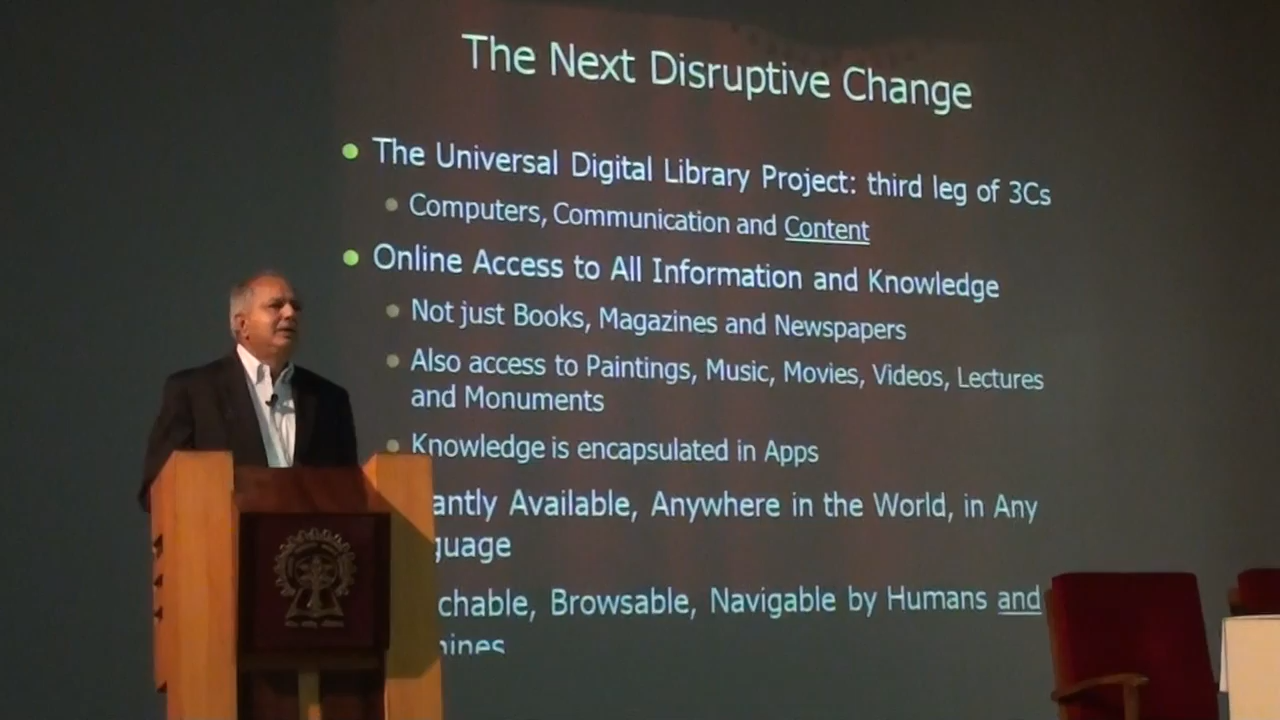 The Next Disruptive Change
The Universal Digital Library Project: third leg of 3Cs
Computers, Communication and Content
Online Access to All Information and Knowledge
Not just Books, Magazines and Newspapers
Also access to Paintings, Music, Movies, Videos, Lectures
and Monuments
Knowledge is encapsulated in Apps
antly Available, Anywhere in the World, in Any
guage
chable, Browsable, Navigable by Humans and
hines